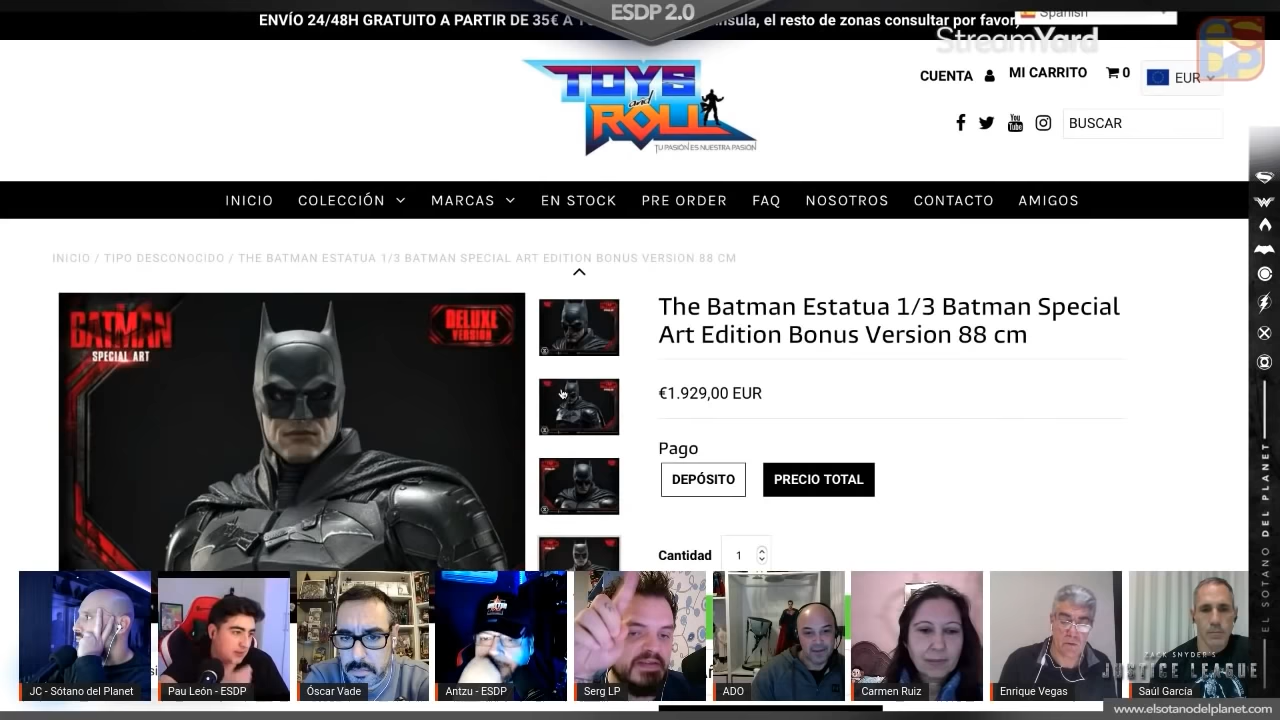 ESDP 2.0
ENVÍO 24/48H GRATUITO A PARTIR DE 35€ A
nsula, el resto de zonas consultar por favor,
Spanish
StreamYard
TOYS
and
ROLL
TU PASIÓN ES NUESTRA PASIÓN
CUENTA
MI CARRITO
0
EUR
BUSCAR
INICIO
COLECCIÓN
MARCAS
EN STOCK
PRE ORDER
FAQ
NOSOTROS
CONTACTO
AMIGOS
INICIO / TIPO DESCONOCIDO / THE BATMAN ESTATUA 1/3 BATMAN SPECIAL ART EDITION BONUS VERSION 88 CM
BATMAN
SPECIAL ART
DELUXE
VERSION
The Batman Estatua 1/3 Batman Special
Art Edition Bonus Version 88 cm
€1.929,00 EUR
Pago
DEPÓSITO
PRECIO TOTAL
Cantidad
1
JC - Sótano del Planet
Pau León - ESDP
Óscar Vade
Antzu - ESDP
Serg LP
ADO
Carmen Ruiz
Enrique Vegas
Saúl García
ZACK SNYDER'S
JUSTICE LEAGUE
www.elsotanodelplanet.com
EL SOTANO DEL PLANET